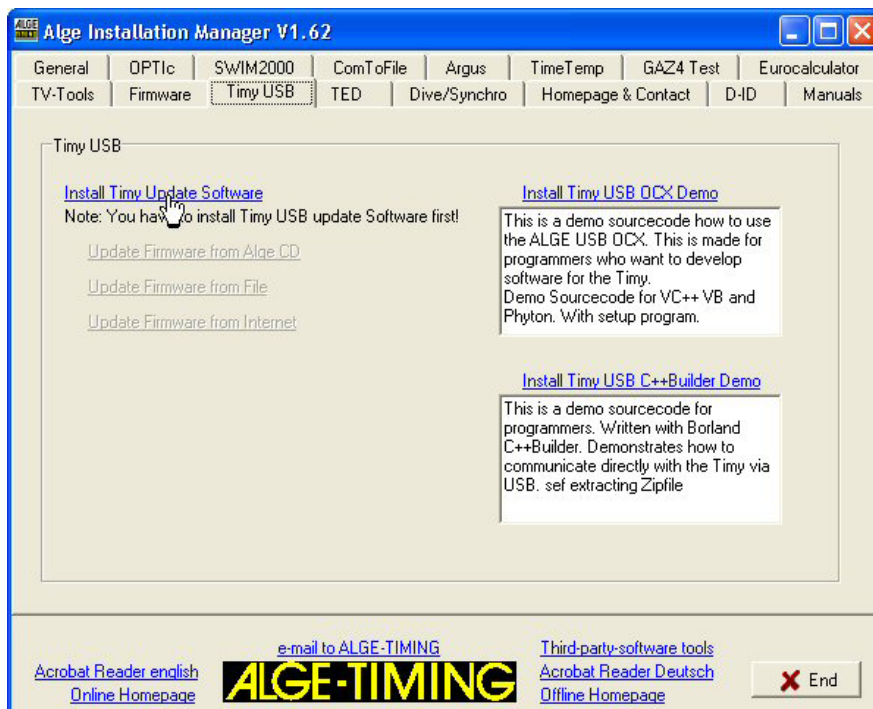 ALGE
Alge Installation Manager V1.62
General OPTIc SWIM2000 ComToFile Argus TimeTemp GAZ4 Test Eurocalculator
TV-Tools Firmware Timy USB TED Dive/Synchro Homepage & Contact D-ID Manuals
Timy USB
Install Timy Update Software
Note: You hav o install Timy USB update Software first!
Update Firmware from Alge CD
Update Firmware from File
Update Firmware from Internet
Install Timy USB OCX Demo
This is a demo sourcecode how to use
the ALGE USB OCX. This is made for
programmers who want to develop
software for the Timy.
Demo Sourcecode for VC++ VB and
Phyton. With setup program.
Install Timy USB C++Builder Demo
This is a demo sourcecode for
programmers. Written with Borland
C++Builder. Demonstrates how to
communicate directly with the Timy via
USB. sef extracting Zipfile
Acrobat Reader english
Online Homepage
e-mail to ALGE-TIMING
ALGE-TIMING
Third-party-software tools
Acrobat Reader Deutsch
Offline Homepage
End